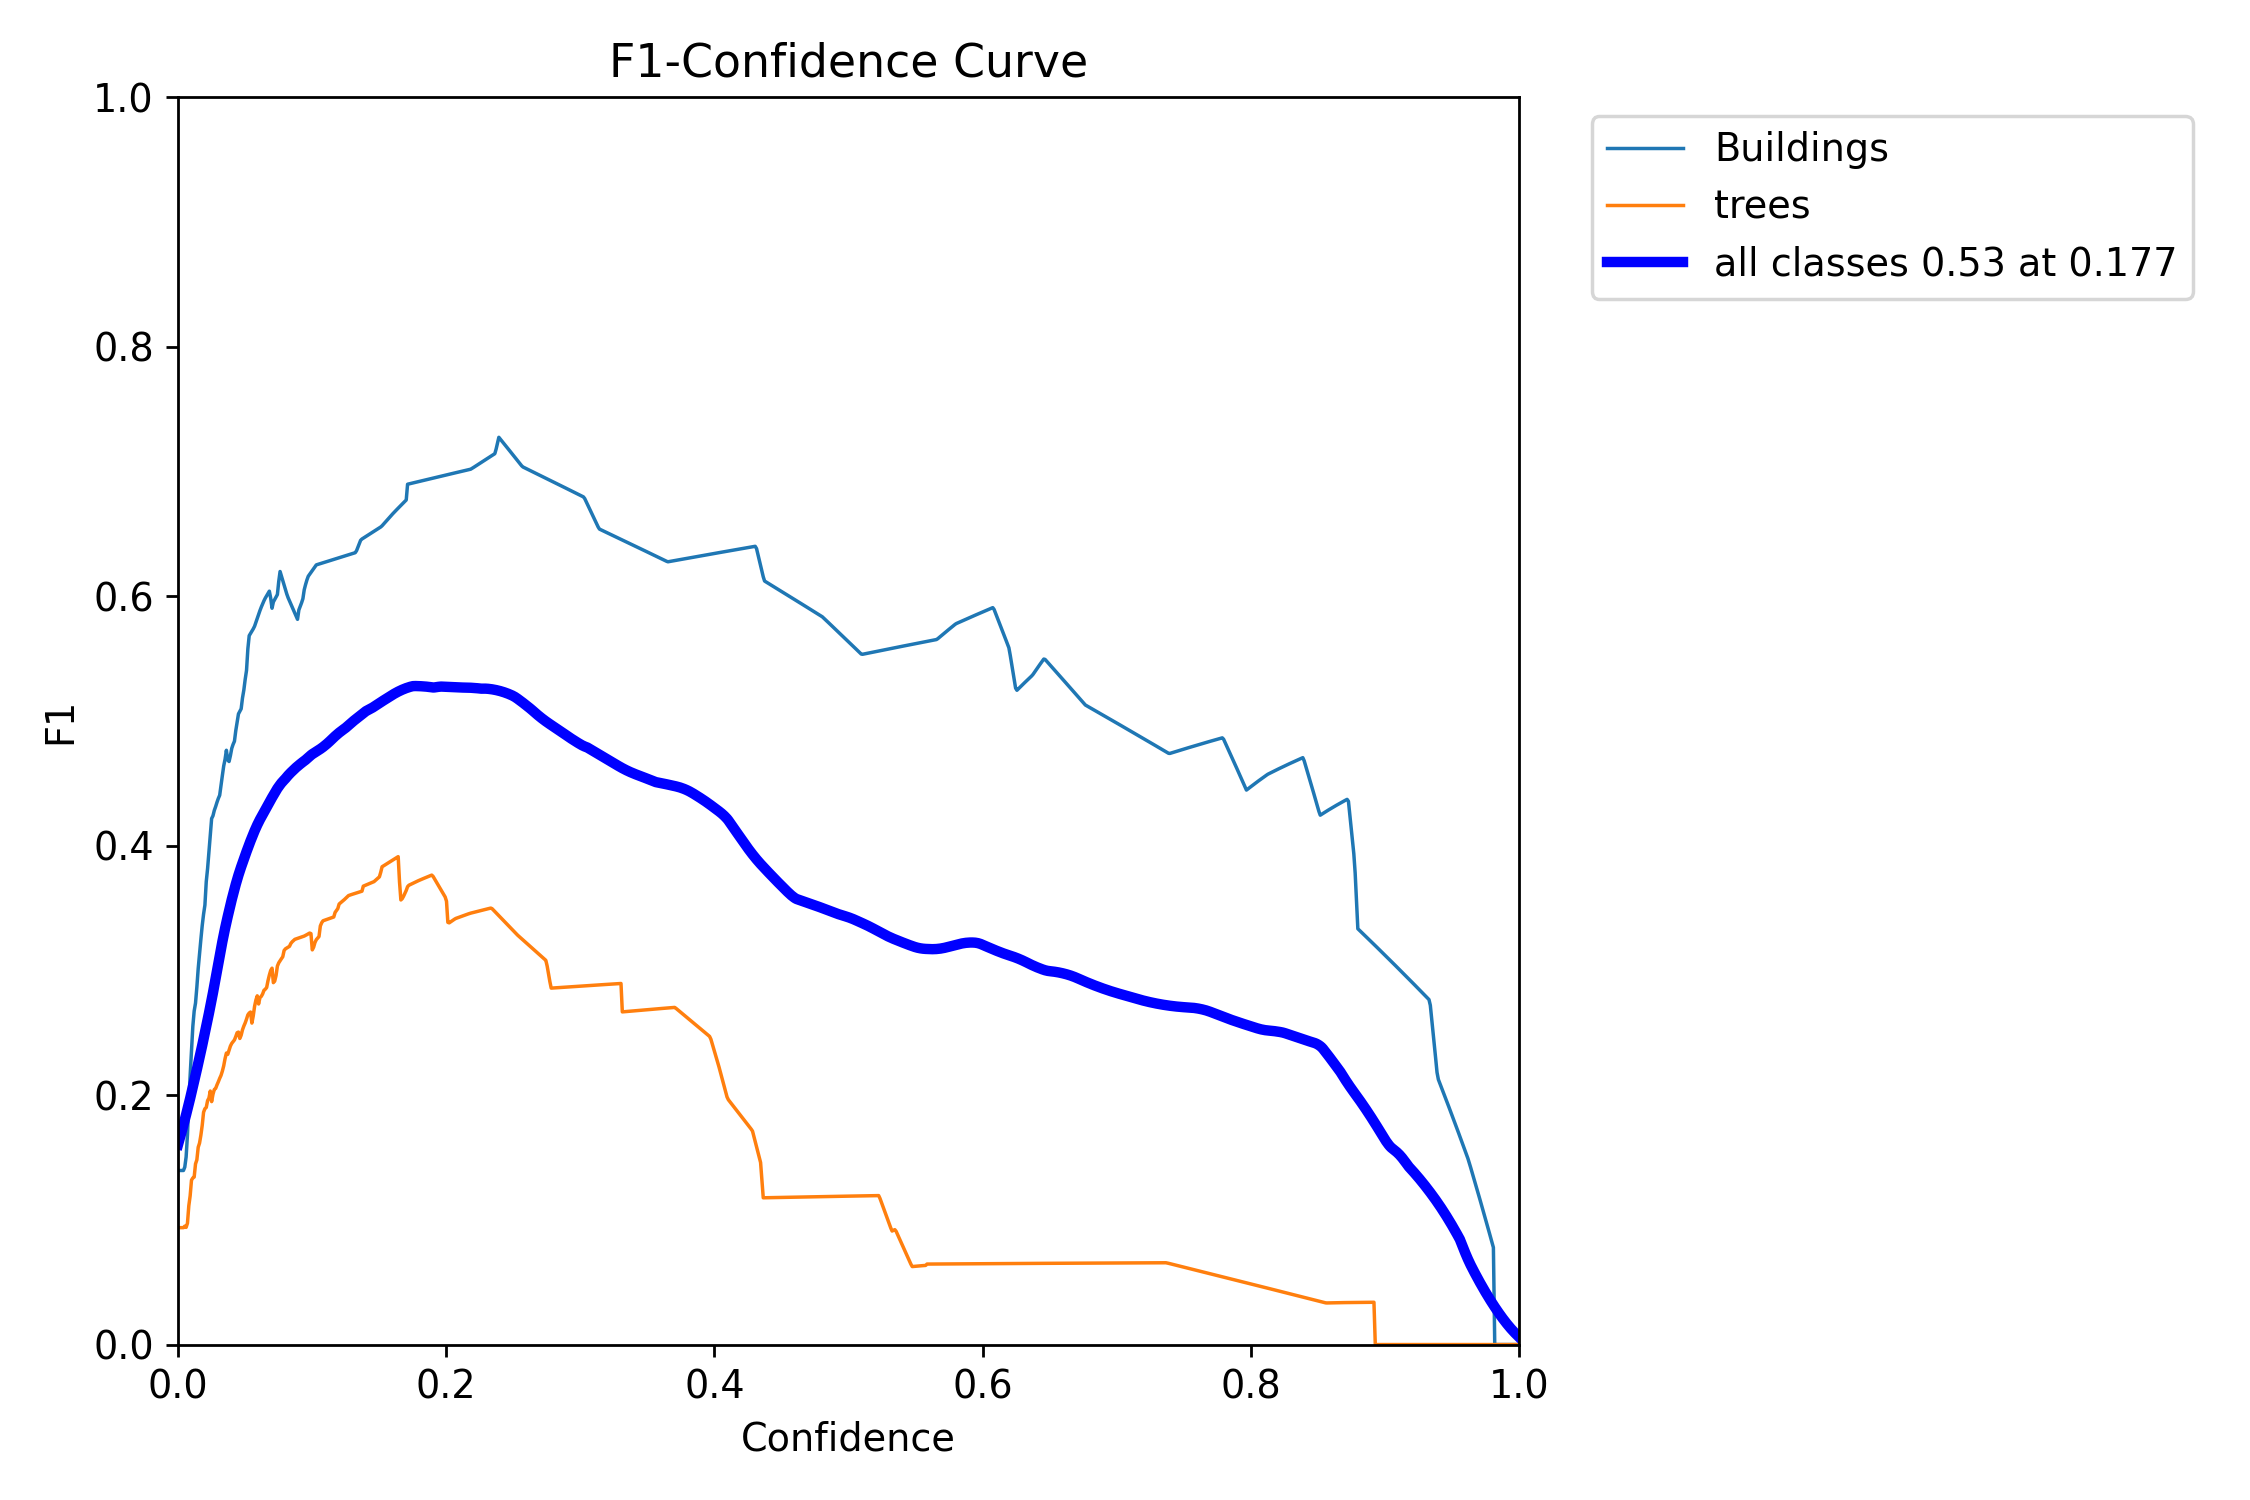 F1-Confidence Curve
1.0
0.8
0.6
0.4
0.2
0.0
F1
0.0 0.2 0.4 0.6 0.8 1.0
Confidence
Buildings
trees
all classes 0.53 at 0.177